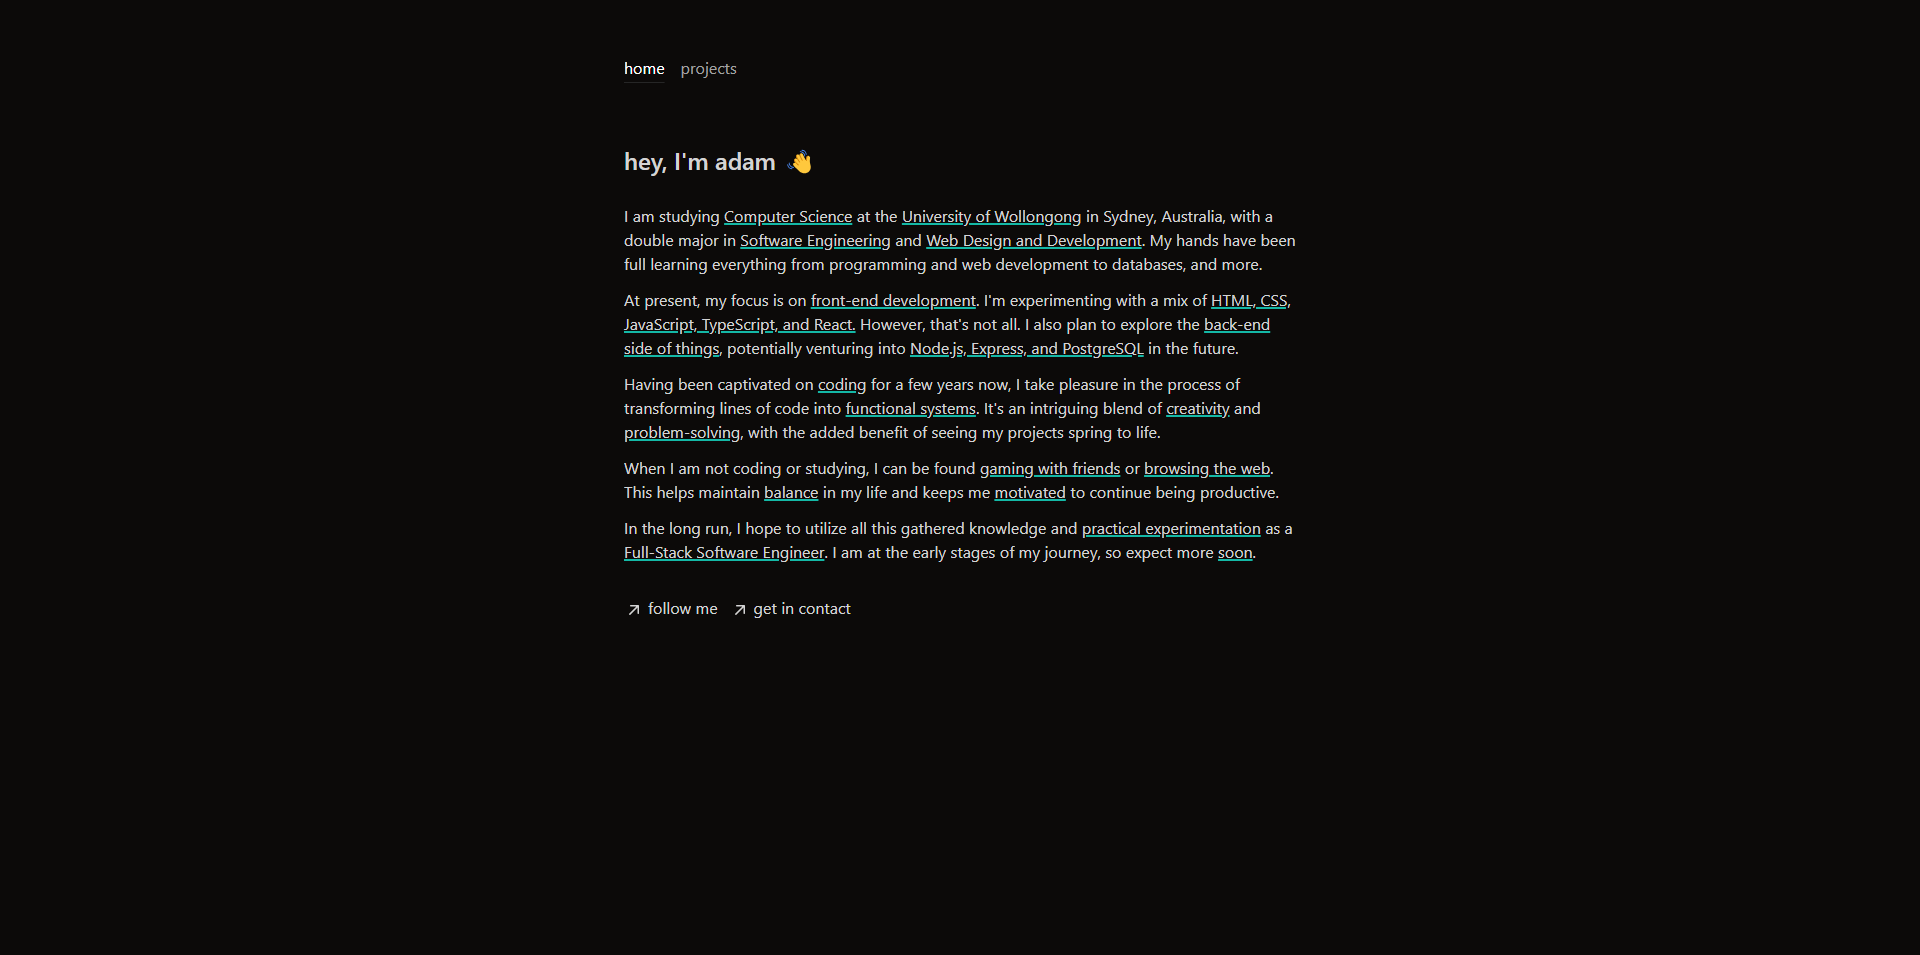 home projects
hey, I'm adam 👋
I am studying Computer Science at the University of Wollongong in Sydney, Australia, with a
double major in Software Engineering and Web Design and Development. My hands have been
full learning everything from programming and web development to databases, and more.
At present, my focus is on front-end development. I'm experimenting with a mix of HTML, CSS,
JavaScript, TypeScript, and React. However, that's not all. I also plan to explore the back-end
side of things, potentially venturing into Node.js, Express, and PostgreSQL in the future.
Having been captivated on coding for a few years now, I take pleasure in the process of
transforming lines of code into functional systems. It's an intriguing blend of creativity and
problem-solving, with the added benefit of seeing my projects spring to life.
When I am not coding or studying, I can be found gaming with friends or browsing the web.
This helps maintain balance in my life and keeps me motivated to continue being productive.
In the long run, I hope to utilize all this gathered knowledge and practical experimentation as a
Full-Stack Software Engineer. I am at the early stages of my journey, so expect more soon.
follow me get in contact